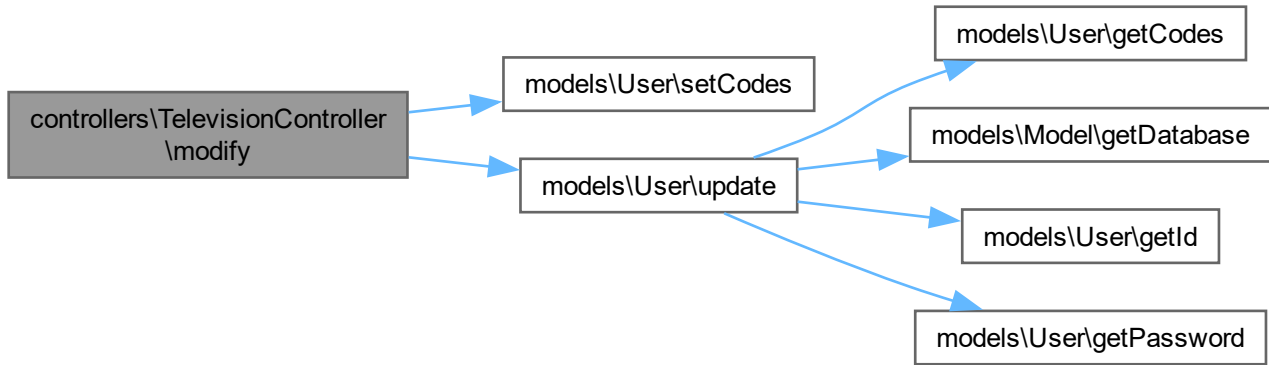 controllers\TelevisionController
\modify
models\User\setCodes
models\User\update
models\User\getCodes
models\Model\getDatabase
models\User\getId
models\User\getPassword